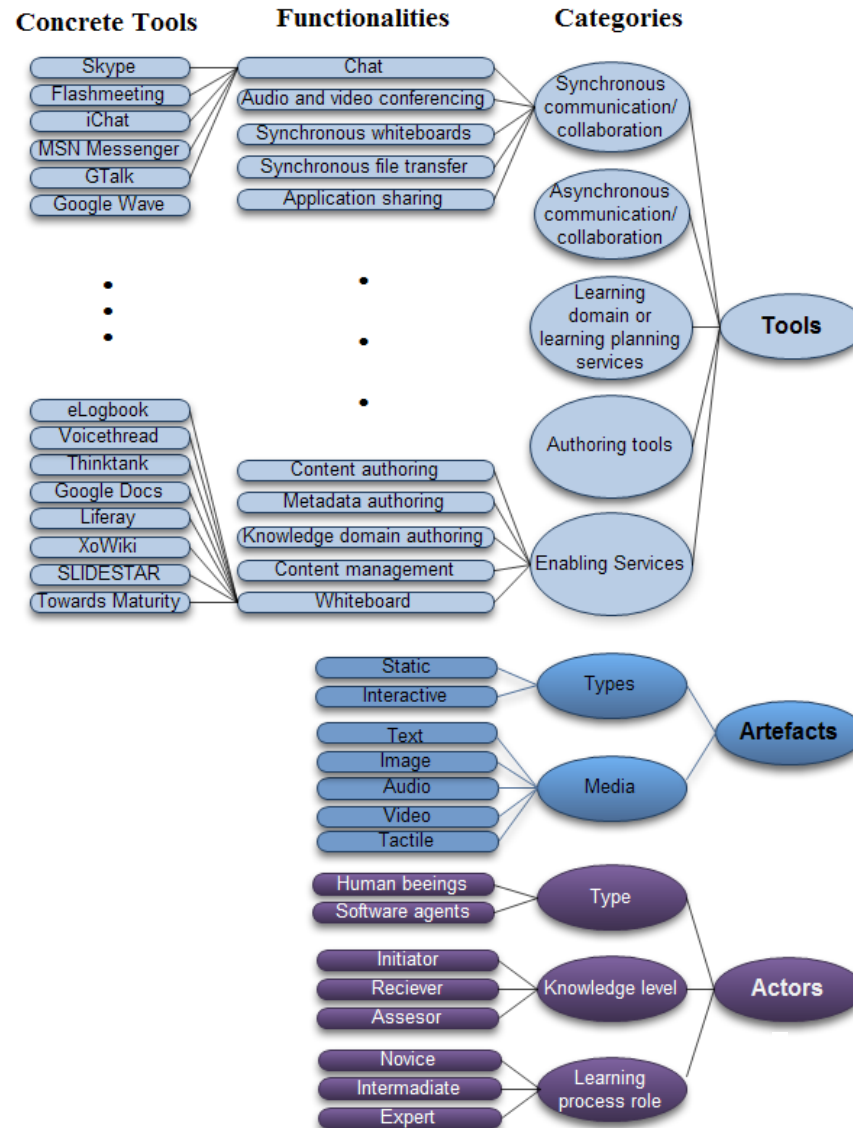 Concrete Tools
Functionalities
Categories
Skype
Flashmeeting
iChat
MSN Messenger
GTalk
Google Wave
Chat
Audio and video conferencing
Synchronous whiteboards
Synchronous file transfer
Application sharing
Synchronous
communication/
collaboration
Asynchronous
communication/
collaboration
Learning
domain or
learning planning
services
Authoring tools
Enabling Services
Tools
eLogbook
Voicethread
Thinktank
Google Docs
Liferay
XoWiki
SLIDESTAR
Towards Maturity
Content authoring
Metadata authoring
Knowledge domain authoring
Content management
Whiteboard
Static
Interactive
Text
Image
Audio
Video
Tactile
Types
Media
Artefacts
Human beeings
Software agents
Initiator
Reciever
Assesor
Novice
Intermadiate
Expert
Type
Knowledge level
Learning
process role
Actors